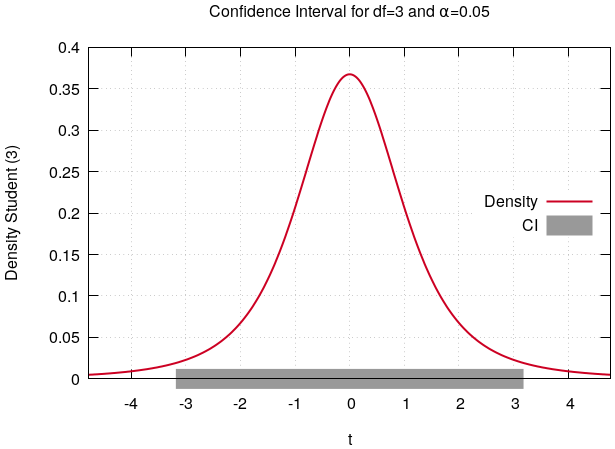 Confidence Interval for df=3 and α=0.05
0.4
0.35
0.3
0.25
0.2
0.15
0.1
0.05
0
Density Student (3)
Density
CI
-4 -3 -2 -1 0 1 2 3 4
t